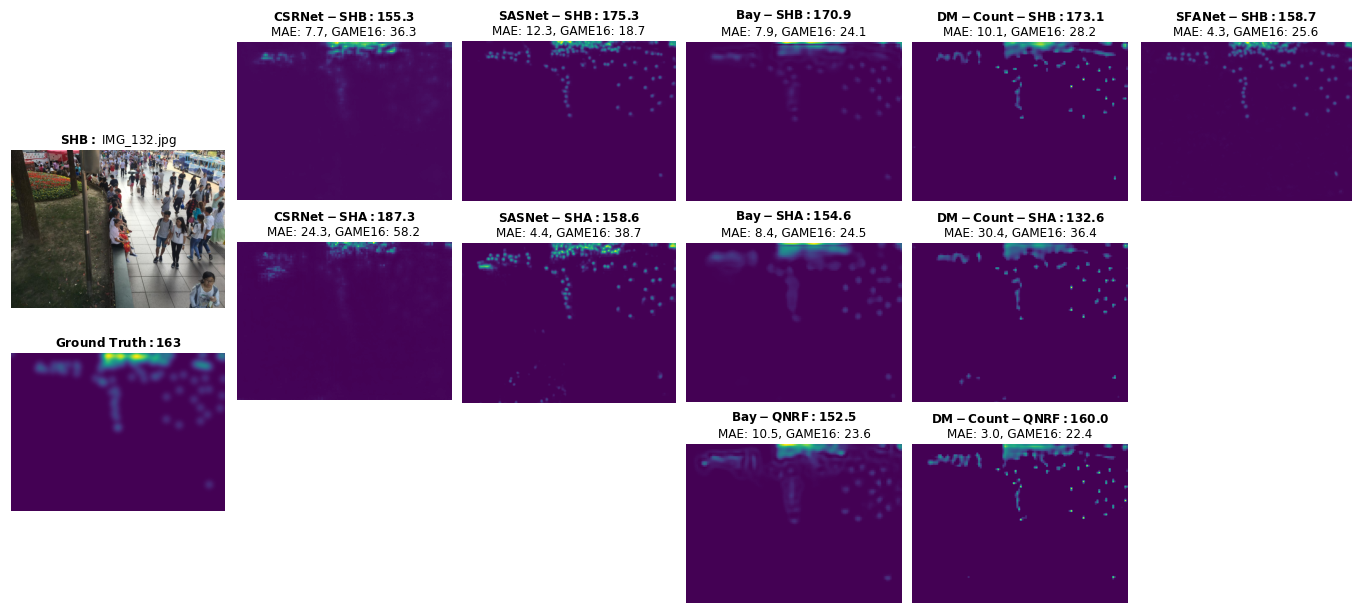 CSRNet−SHB: 155.3
MAE: 7.7, GAME16: 36.3
SASNet−SHB: 175.3
MAE: 12.3, GAME16: 18.7
Bay−SHB: 170.9
MAE: 7.9, GAME16: 24.1
DM−Count−SHB: 173.1
MAE: 10.1, GAME16: 28.2
SFANet−SHB: 158.7
MAE: 4.3, GAME16: 25.6
SHB: IMG_132.jpg
CSRNet−SHA: 187.3
MAE: 24.3, GAME16: 58.2
SASNet−SHA: 158.6
MAE: 4.4, GAME16: 38.7
Bay−SHA: 154.6
MAE: 8.4, GAME16: 24.5
DM−Count−SHA: 132.6
MAE: 30.4, GAME16: 36.4
Ground Truth: 163
Bay−QNRF: 152.5
MAE: 10.5, GAME16: 23.6
DM−Count−QNRF: 160.0
MAE: 3.0, GAME16: 22.4